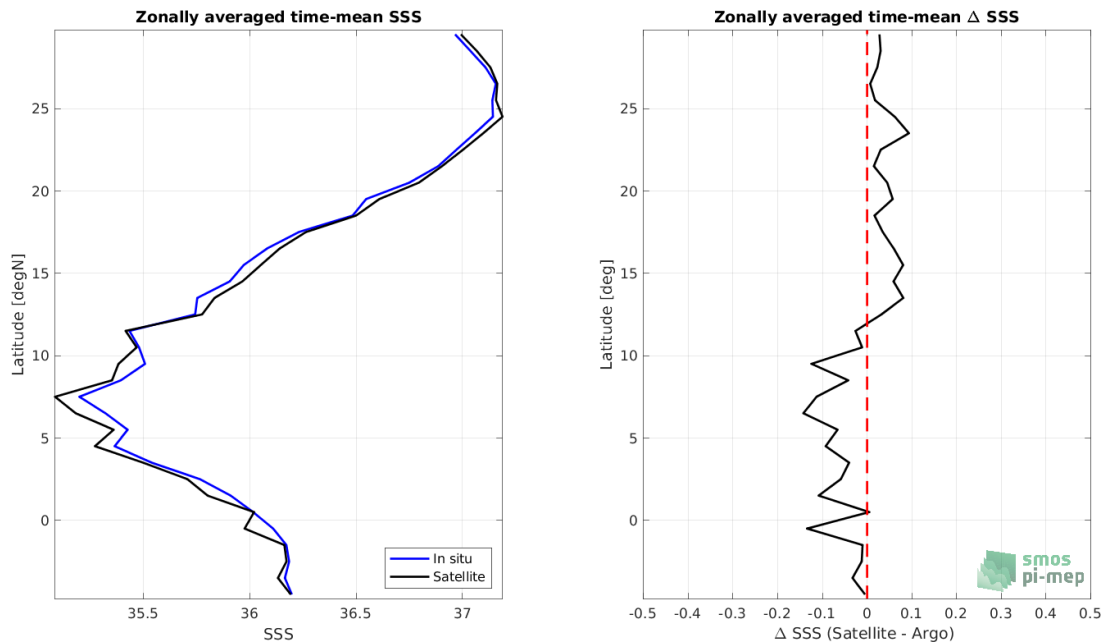 Zonally averaged time-mean SSS
Latitude [degN]
25
20
15
10
5
0
35.5 36 36.5 37
SSS
In situ
Satellite
Zonally averaged time-mean Δ SSS
Latitude [deg]
25
20
15
10
5
0
-0.5 -0.4 -0.3 -0.2 -0.1 0 0.1 0.2 0.3 0.4 0.5
Δ SSS (Satellite - Argo)
smos
pi-mep